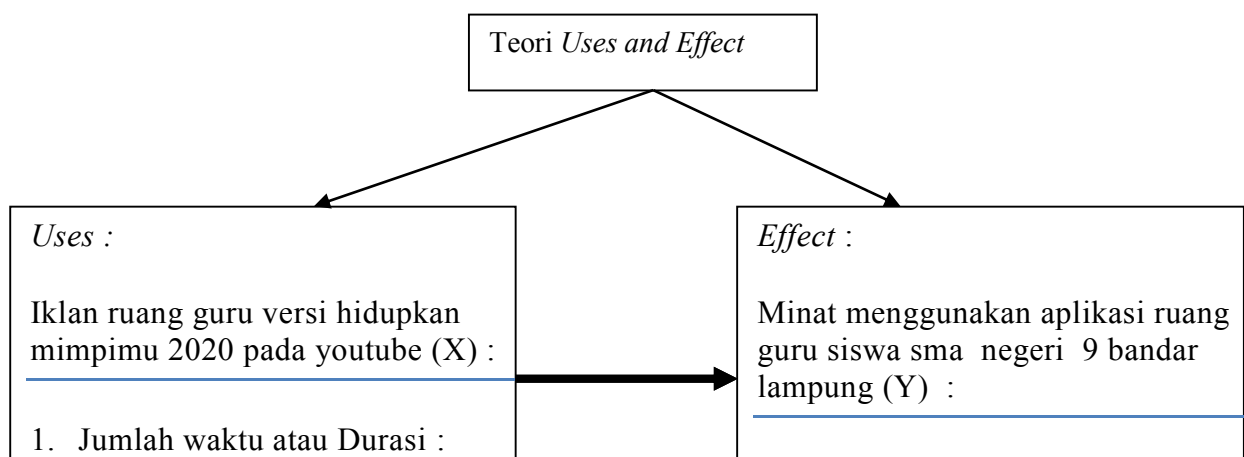 Teori Uses and Effect
Uses :
Iklan ruang guru versi hidupkan
mimpimu 2020 pada youtube (X) :
1. Jumlah waktu atau Durasi :
Effect :
Minat menggunakan aplikasi ruang
guru siswa sma negeri 9 bandar
lampung (Y) :